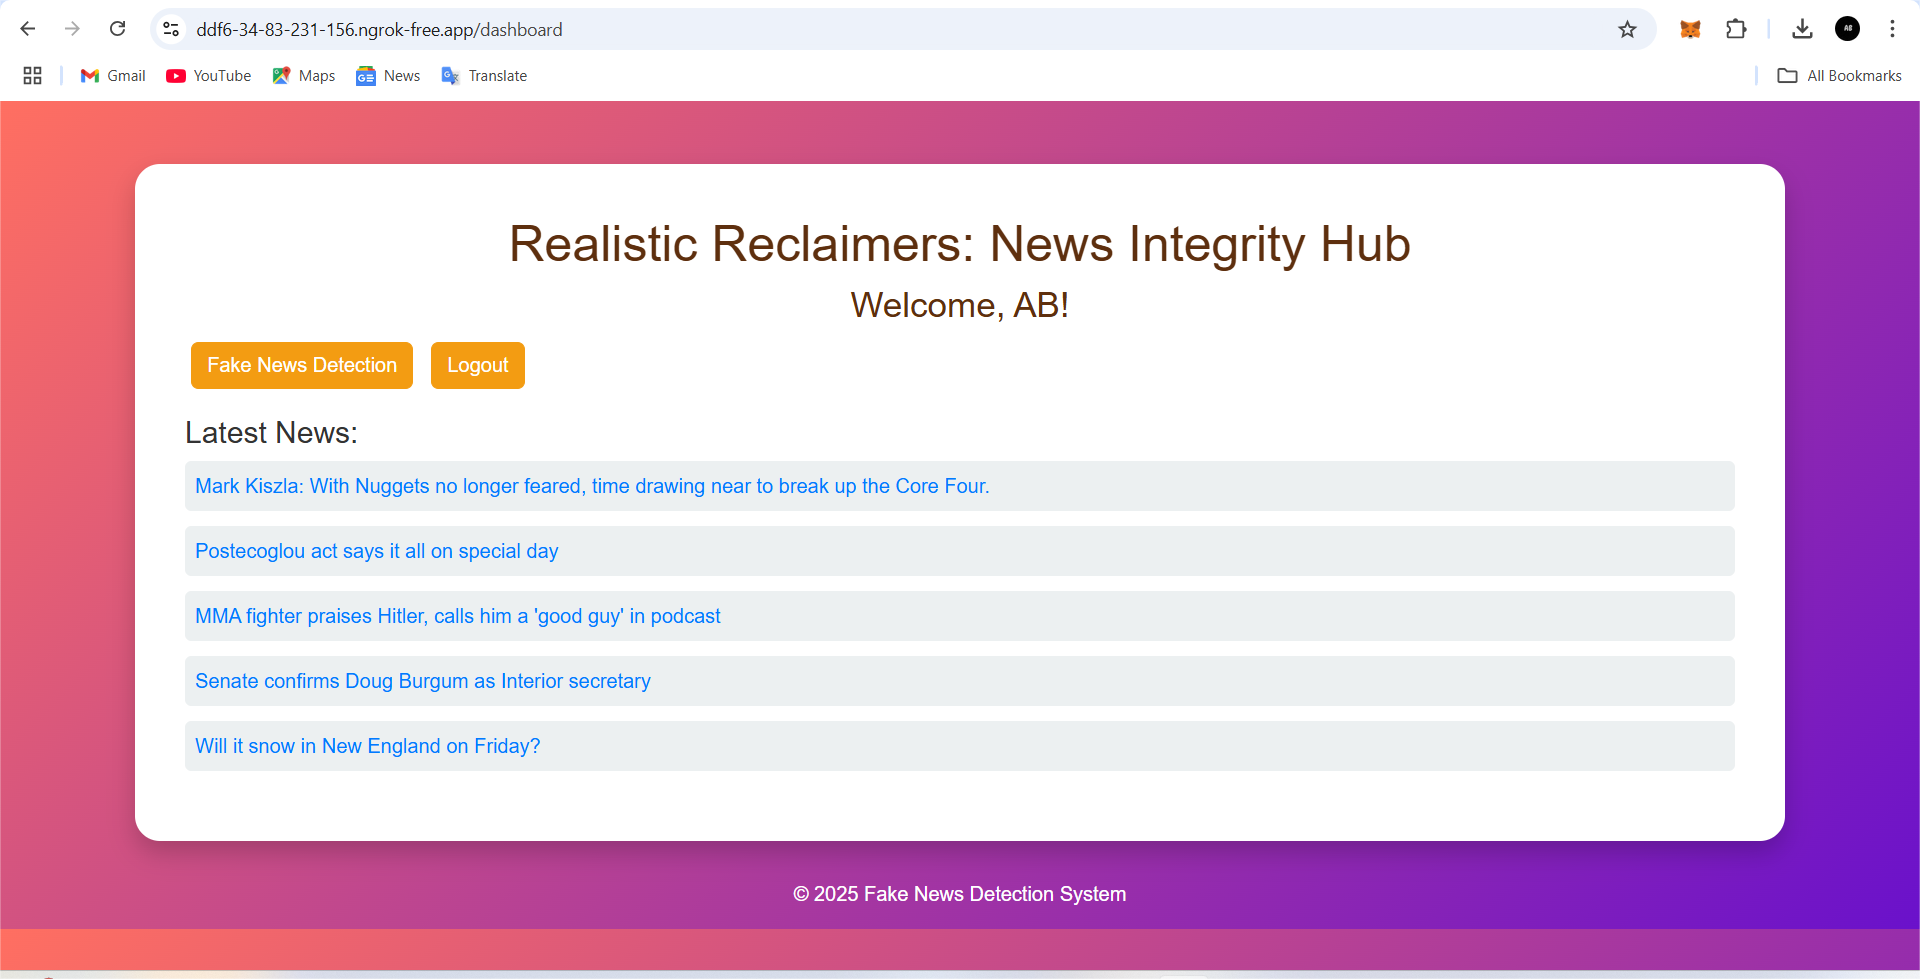 ddf6-34-83-231-156.ngrok-free.app/dashboard
AB
Gmail YouTube Maps News Translate All Bookmarks
Realistic Reclaimers: News Integrity Hub
Welcome, AB!
Fake News Detection Logout
Latest News:
Mark Kiszla: With Nuggets no longer feared, time drawing near to break up the Core Four.
Postecoglou act says it all on special day
MMA fighter praises Hitler, calls him a 'good guy' in podcast
Senate confirms Doug Burgum as Interior secretary
Will it snow in New England on Friday?
© 2025 Fake News Detection System